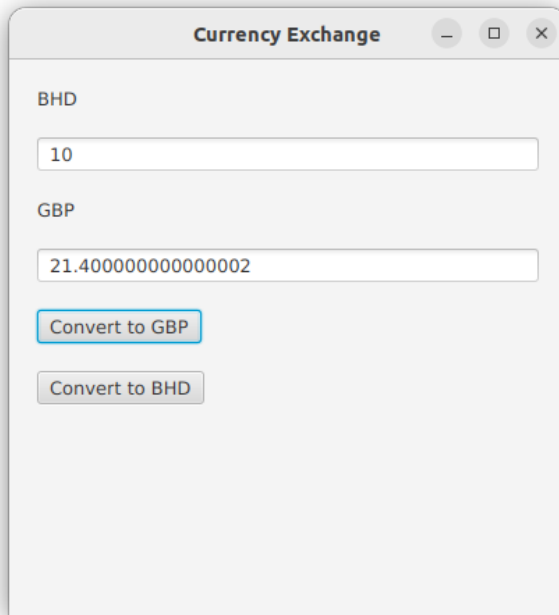 Currency Exchange
BHD
10
GBP
21.400000000000002
Convert to GBP
Convert to BHD